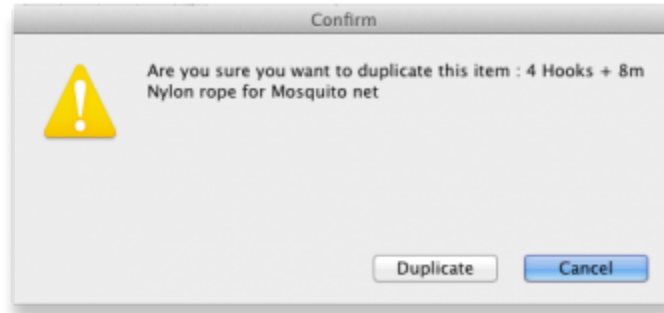 Confirm
Are you sure you want to duplicate this item : 4 Hooks + 8m
Nylon rope for Mosquito net
Duplicate
Cancel